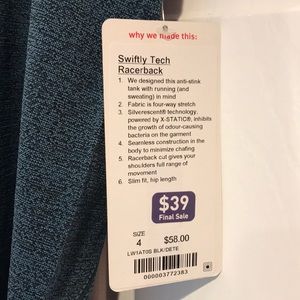 why we made this:
Swiftly Tech
Racerback
1. We designed this anti-stink
tank with running (and
sweating) in mind
2. Fabric is four-way stretch
3. Silverescent® technology,
powered by X-STATIC®, inhibits
the growth of odour-causing
bacteria on the garment
4. Seamless construction in the
body to minimize chafing
5. Racerback cut gives your
shoulders full range of
movement
6. Slim fit, hip length
$39
Final Sale
SIZE
4 $58.00
LW1AT0S BLK/DETE
000003772383